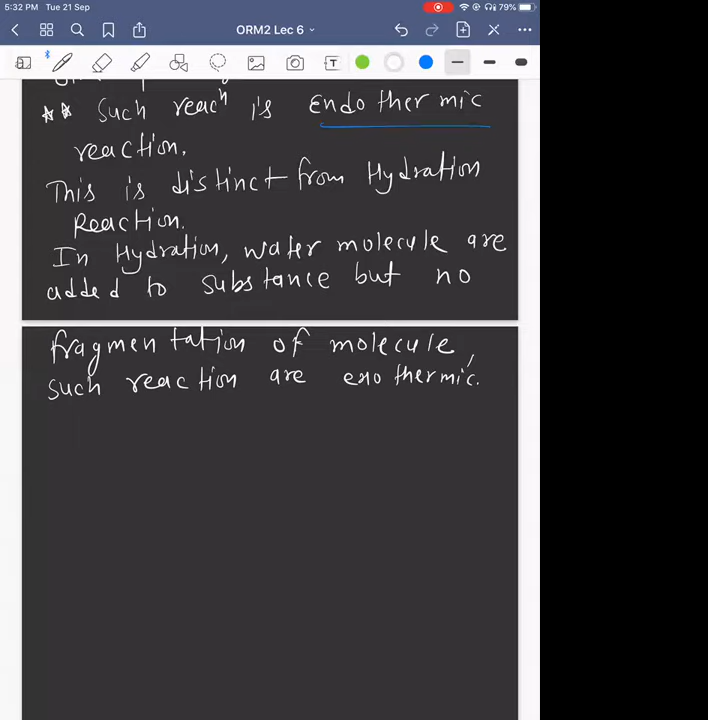 5:32 PM Tue 21 Sep
79%
ORM2 Lec 6
T
** Such reacⁿ is endothermic
reaction.
This is distinct from Hydration
Reaction.
In Hydration, water molecule are
added to substance but no
fragmentation of molecule,
such reaction are exothermic.